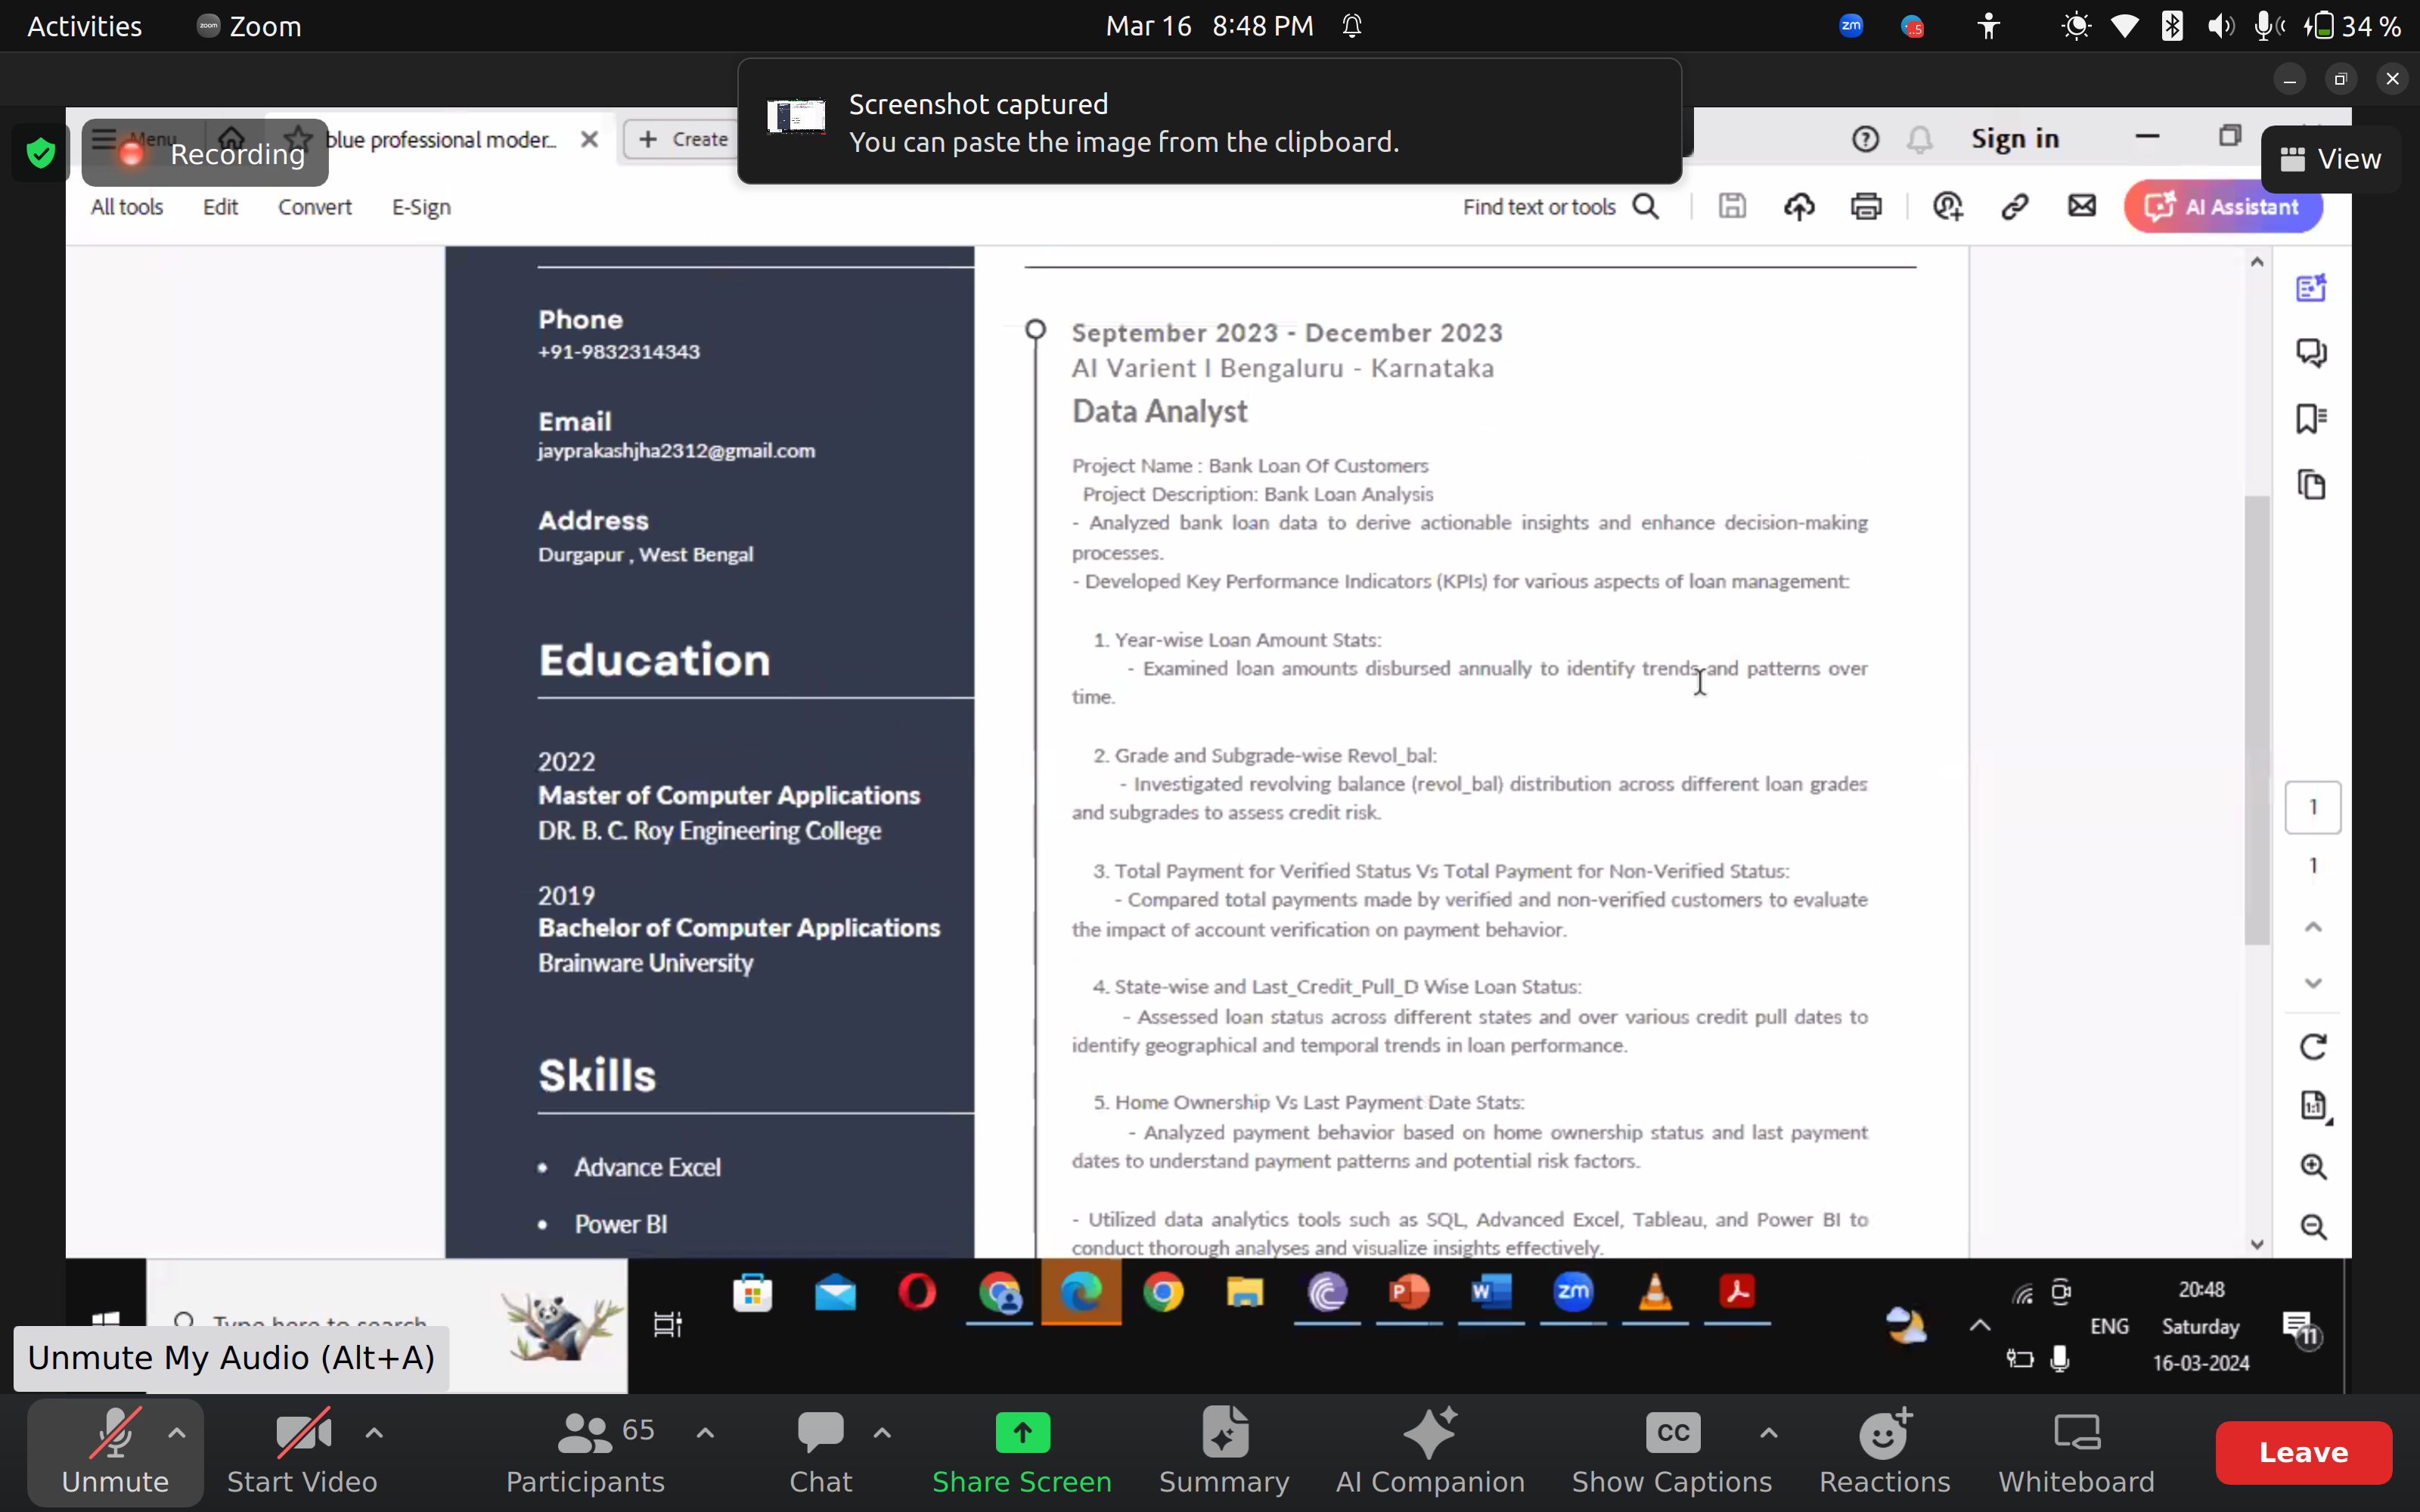 Activities
Zoom
Mar 16 8:48 PM
34 %
Screenshot captured
You can paste the image from the clipboard.
Menu
Recording
blue professional moder...
Create
Sign in
View
All tools
Edit
Convert
E-Sign
Find text or tools
AI Assistant
Phone
+91-9832314343
Email
jayprakashjha2312@gmail.com
Address
Durgapur , West Bengal
Education
2022
Master of Computer Applications
DR. B. C. Roy Engineering College
2019
Bachelor of Computer Applications
Brainware University
Skills
• Advance Excel
• Power BI
September 2023 - December 2023
AI Varient I Bengaluru - Karnataka
Data Analyst
Project Name : Bank Loan Of Customers
Project Description: Bank Loan Analysis
- Analyzed bank loan data to derive actionable insights and enhance decision-making
processes.
- Developed Key Performance Indicators (KPIs) for various aspects of loan management:
1. Year-wise Loan Amount Stats:
- Examined loan amounts disbursed annually to identify trends and patterns over
time.
2. Grade and Subgrade-wise Revol_bal:
- Investigated revolving balance (revol_bal) distribution across different loan grades
and subgrades to assess credit risk.
3. Total Payment for Verified Status Vs Total Payment for Non-Verified Status:
- Compared total payments made by verified and non-verified customers to evaluate
the impact of account verification on payment behavior.
4. State-wise and Last_Credit_Pull_D Wise Loan Status:
- Assessed loan status across different states and over various credit pull dates to
identify geographical and temporal trends in loan performance.
5. Home Ownership Vs Last Payment Date Stats:
- Analyzed payment behavior based on home ownership status and last payment
dates to understand payment patterns and potential risk factors.
- Utilized data analytics tools such as SQL, Advanced Excel, Tableau, and Power BI to
conduct thorough analyses and visualize insights effectively.
1
1
Type here to search
zm
ENG
20:48
Saturday
16-03-2024
11
Unmute My Audio (Alt+A)
Unmute
Start Video
65
Participants
Chat
Share Screen
Summary
AI Companion
CC
Show Captions
Reactions
Whiteboard
Leave